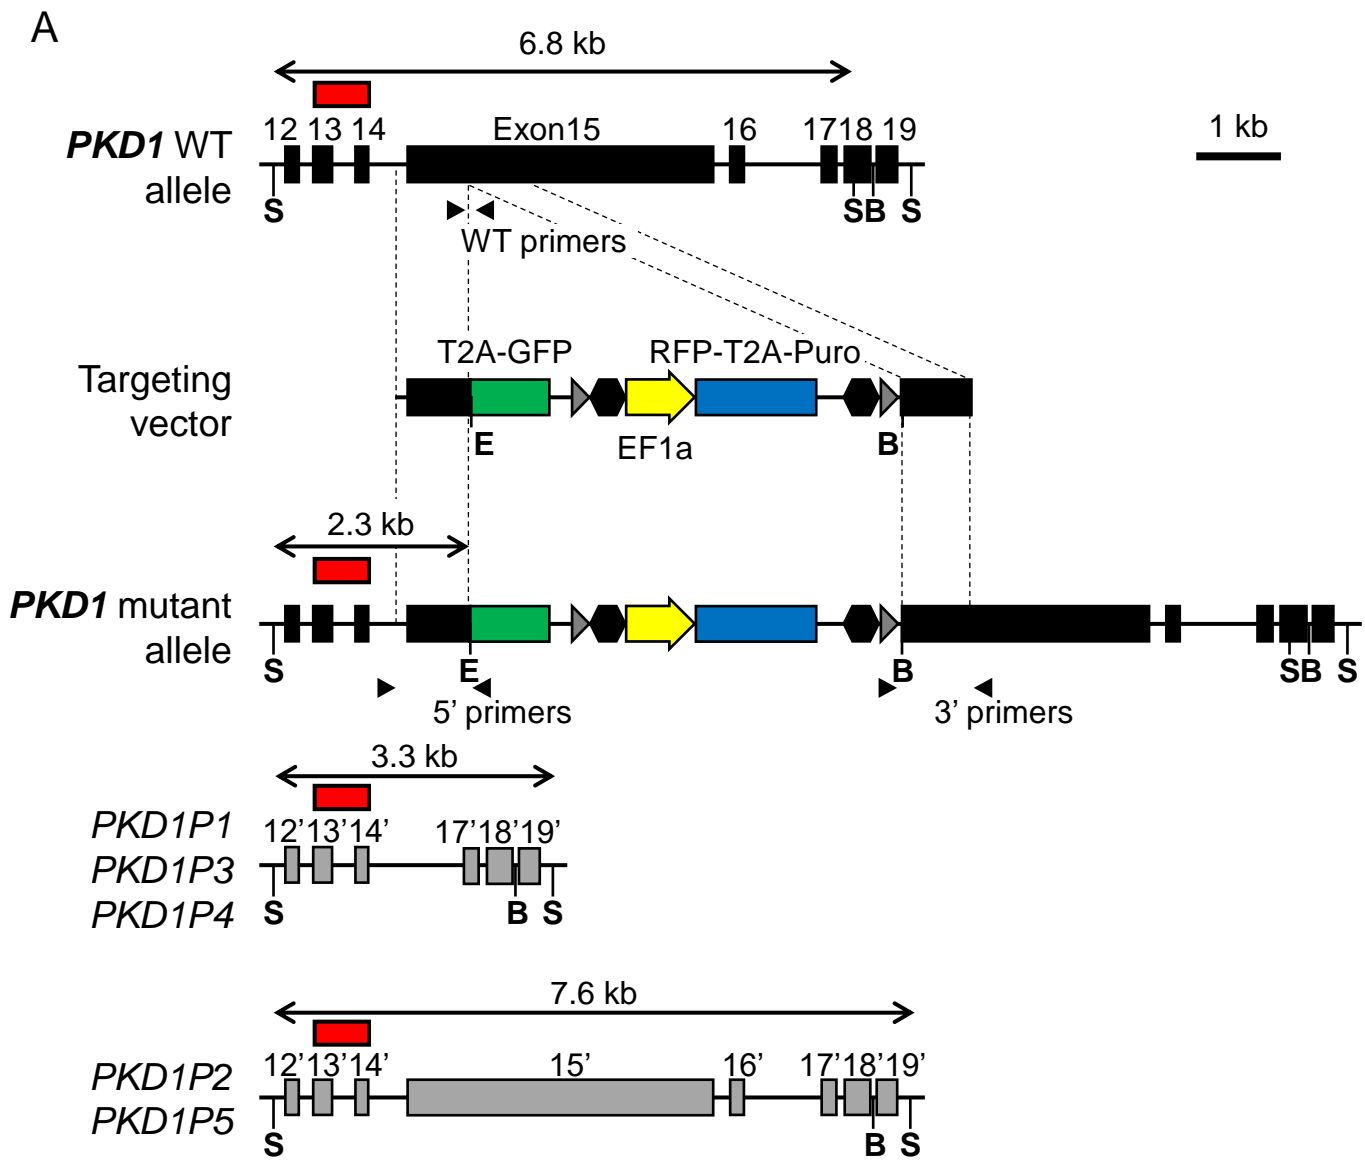 A
6.8 kb
12 13 14 Exon15 16 17 18 19
1 kb
PKD1 WT
allele
S S B S
WT primers
T2A-GFP RFP-T2A-Puro
Targeting
vector
E EF1a B
2.3 kb
PKD1 mutant
allele
S E B S B S
5’ primers 3’ primers
3.3 kb
PKD1P1
12’ 13’ 14’ 17’ 18’ 19’
PKD1P3
PKD1P4
S B S
7.6 kb
12’ 13’ 14’ 15’ 16’ 17’ 18’ 19’
PKD1P2
PKD1P5
S B S